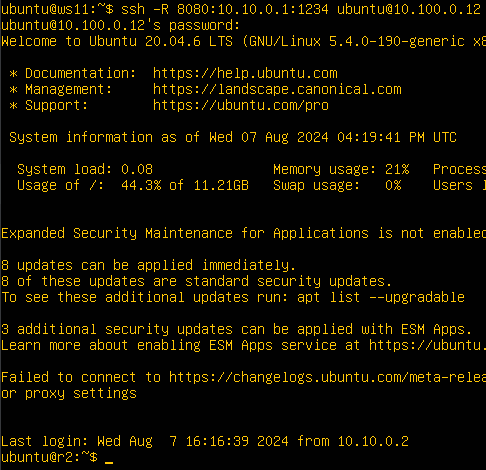 ubuntu@ws11:~$ ssh -R 8080:10.10.0.1:1234 ubuntu@10.100.0.12
ubuntu@10.100.0.12's password:
Welcome to Ubuntu 20.04.6 LTS (GNU/Linux 5.4.0-190-generic x8
* Documentation: https://help.ubuntu.com
* Management: https://landscape.canonical.com
* Support: https://ubuntu.com/pro
System information as of Wed 07 Aug 2024 04:19:41 PM UTC
System load: 0.08 Memory usage: 21% Process
Usage of /: 44.3% of 11.21GB Swap usage: 0% Users l
Expanded Security Maintenance for Applications is not enabled
8 updates can be applied immediately.
8 of these updates are standard security updates.
To see these additional updates run: apt list --upgradable
3 additional security updates can be applied with ESM Apps.
Learn more about enabling ESM Apps service at https://ubuntu.
Failed to connect to https://changelogs.ubuntu.com/meta-relea
or proxy settings
Last login: Wed Aug 7 16:16:39 2024 from 10.10.0.2
ubuntu@r2:~$ _